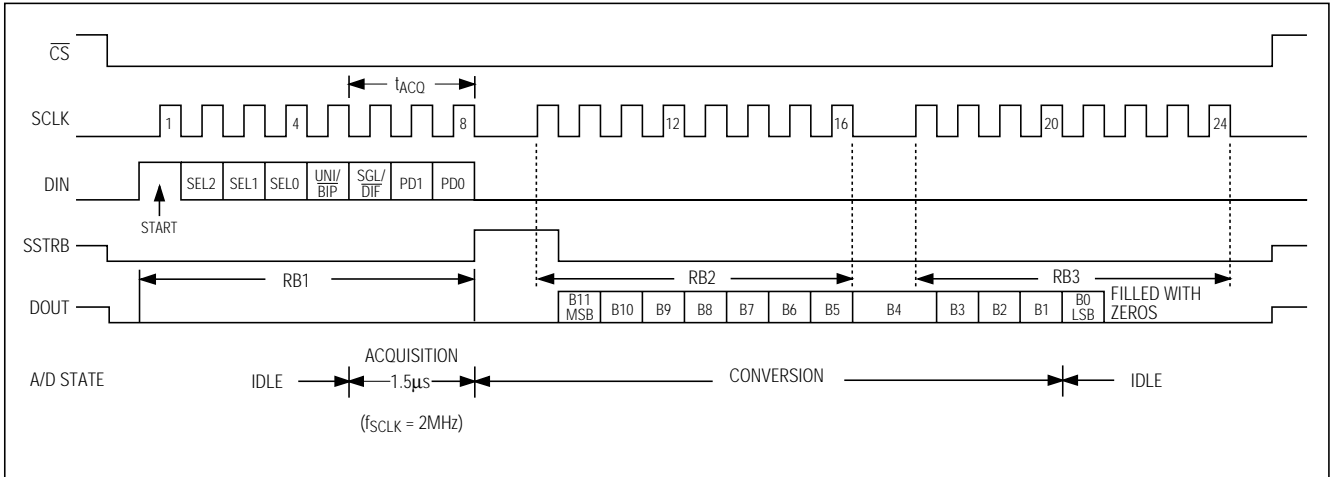 CS
tACQ
SCLK 1 4 8 12 16 20 24
DIN SEL2 SEL1 SEL0 UNI/BIP SGL/DIF PD1 PD0
START
SSTRB
RB1 RB2 RB3
DOUT B11 MSB B10 B9 B8 B7 B6 B5 B4 B3 B2 B1 B0 LSB FILLED WITH ZEROS
A/D STATE IDLE ACQUISITION 1.5μs CONVERSION IDLE
(fSCLK = 2MHz)